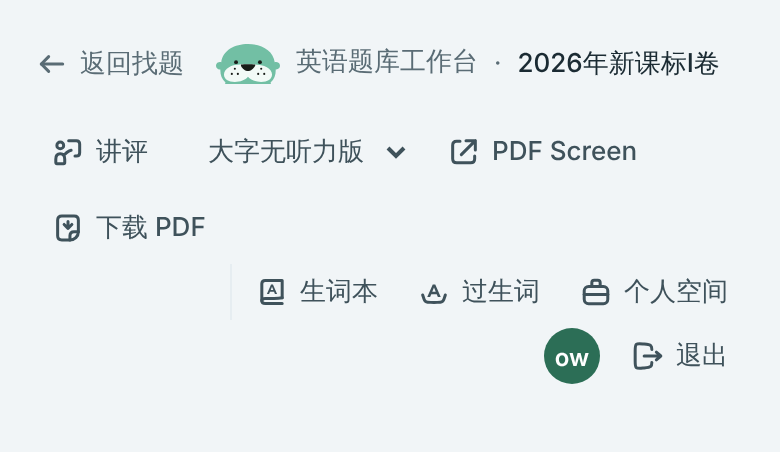 返回找题 英语题库工作台 · 2026年新课标I卷
讲评 大字无听力版 PDF Screen
下载 PDF
生词本 过生词 个人空间
ow 退出